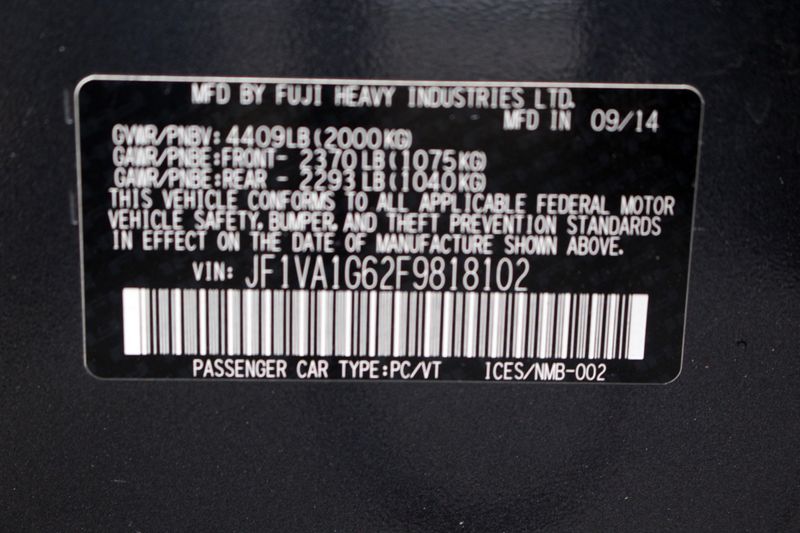 MFD BY FUJI HEAVY INDUSTRIES LTD.
MFD IN 09/14
GVWR/PNBV: 4409LB(2000KG)
GAWR/PNBE:FRONT- 2370LB(1075KG)
GAWR/PNBE:REAR - 2293LB(1040KG)
THIS VEHICLE CONFORMS TO ALL APPLICABLE FEDERAL MOTOR
VEHICLE SAFETY, BUMPER, AND THEFT PREVENTION STANDARDS
IN EFFECT ON THE DATE OF MANUFACTURE SHOWN ABOVE.
VIN: JF1VA1G62F9818102
PASSENGER CAR TYPE:PC/VT ICES/NMB-002